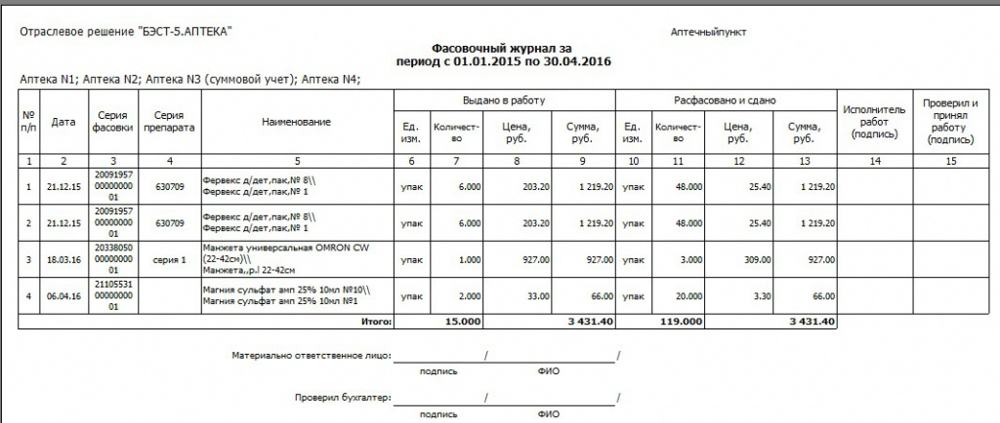 Отраслевое решение "БЭСТ-5.АПТЕКА" Аптечныйпункт
Фасовочный журнал за
период с 01.01.2015 по 30.04.2016
Аптека N1; Аптека N2; Аптека N3 (суммовой учет); Аптека N4;
№ п/п Дата Серия фасовки Серия препарата Наименование Выдано в работу Расфасовано и сдано Исполнитель работ (подпись) Проверил и принял работу (подпись)
Ед. изм. Количест-во Цена, руб. Сумма, руб. Ед. изм. Количест-во Цена, руб. Сумма, руб.
1 2 3 4 5 6 7 8 9 10 11 12 13 14 15
1 21.12.15 20091957 00000000 01 630709 Фервекс д/дет,пак,№ 8\\ Фервекс д/дет,пак,№ 1 упак 6.000 203.20 1 219.20 упак 48.000 25.40 1 219.20
2 21.12.15 20091957 00000000 01 630709 Фервекс д/дет,пак,№ 8\\ Фервекс д/дет,пак,№ 1 упак 6.000 203.20 1 219.20 упак 48.000 25.40 1 219.20
3 18.03.16 20338050 00000000 01 серия 1 Манжета универсальная OMRON CW (22-42см)\\ Манжета,,р.l 22-42см упак 1.000 927.00 927.00 упак 3.000 309.00 927.00
4 06.04.16 21105531 00000000 01 Магния сульфат амп 25% 10мл №10\\ Магния сульфат амп 25% 10мл №1 упак 2.000 33.00 66.00 упак 20.000 3.30 66.00
Итого: 15.000 3 431.40 119.000 3 431.40
Материально ответственное лицо: / /
подпись ФИО
Проверил бухгалтер: / /
подпись ФИО